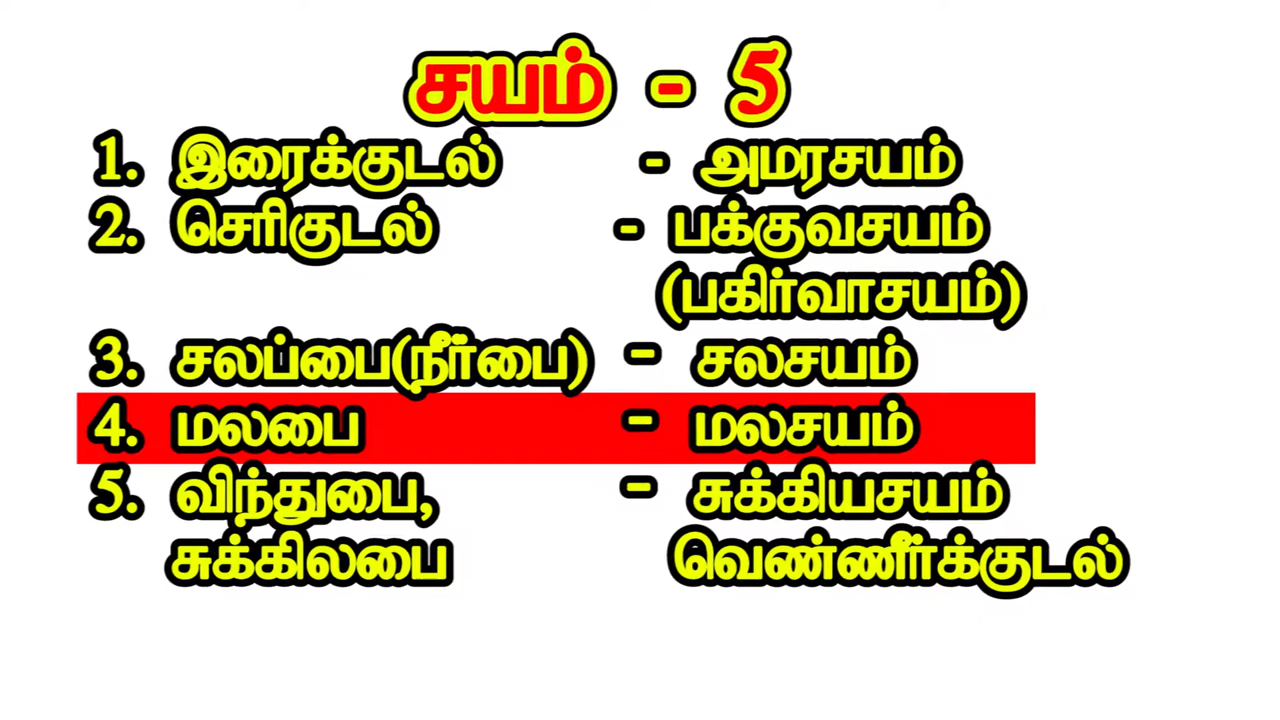 சயம் - 5
1. இரைக்குடல் - அமரசயம்
2. செரிகுடல் - பக்குவசயம்
(பகிர்வாசயம்)
3. சலப்பை(நீர்பை) - சலசயம்
4. மலபை - மலசயம்
5. விந்துபை, - சுக்கியசயம்
சுக்கிலபை வெண்ணீர்க்குடல்